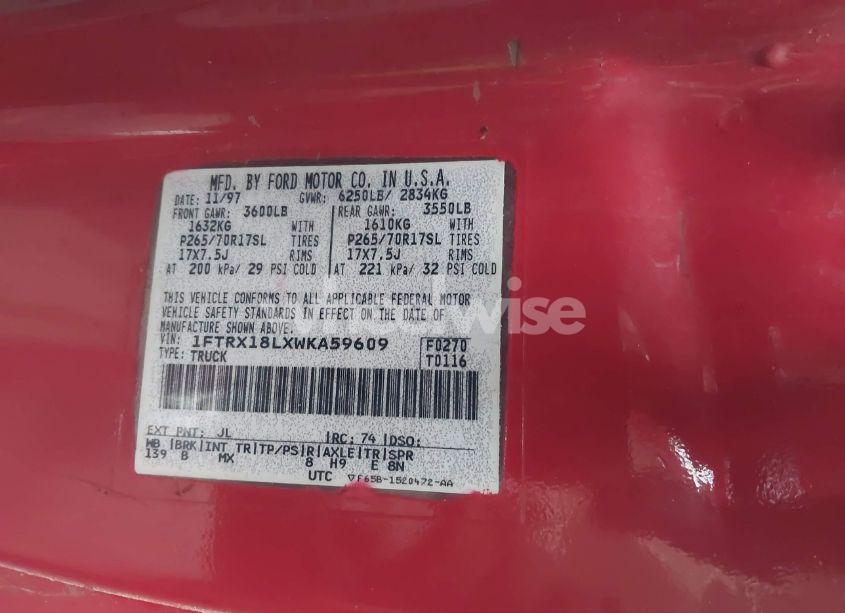 MFD. BY FORD MOTOR CO. IN U.S.A.
DATE: 11/97 GVWR: 6250LB/ 2834KG
FRONT GAWR: 3600LB REAR GAWR: 3550LB
1632KG WITH 1610KG WITH
P265/70R17SL TIRES P265/70R17SL TIRES
17X7.5J RIMS 17X7.5J RIMS
AT 200 kPa/ 29 PSI COLD AT 221 kPa/ 32 PSI COLD
THIS VEHICLE CONFORMS TO ALL APPLICABLE FEDERAL MOTOR
VEHICLE SAFETY STANDARDS IN EFFECT ON THE DATE OF
MANUFACTURE SHOWN ABOVE.
VIN: 1FTRX18LXWKA59609 F0270
TYPE: TRUCK T0116
EXT PNT: JL RC: 74 DSO:
WB BRK INT TR TP/PS R AXLE TR SPR
139 B MX 8 H9 E 8N
UTC ▽F65B-1520472-AA